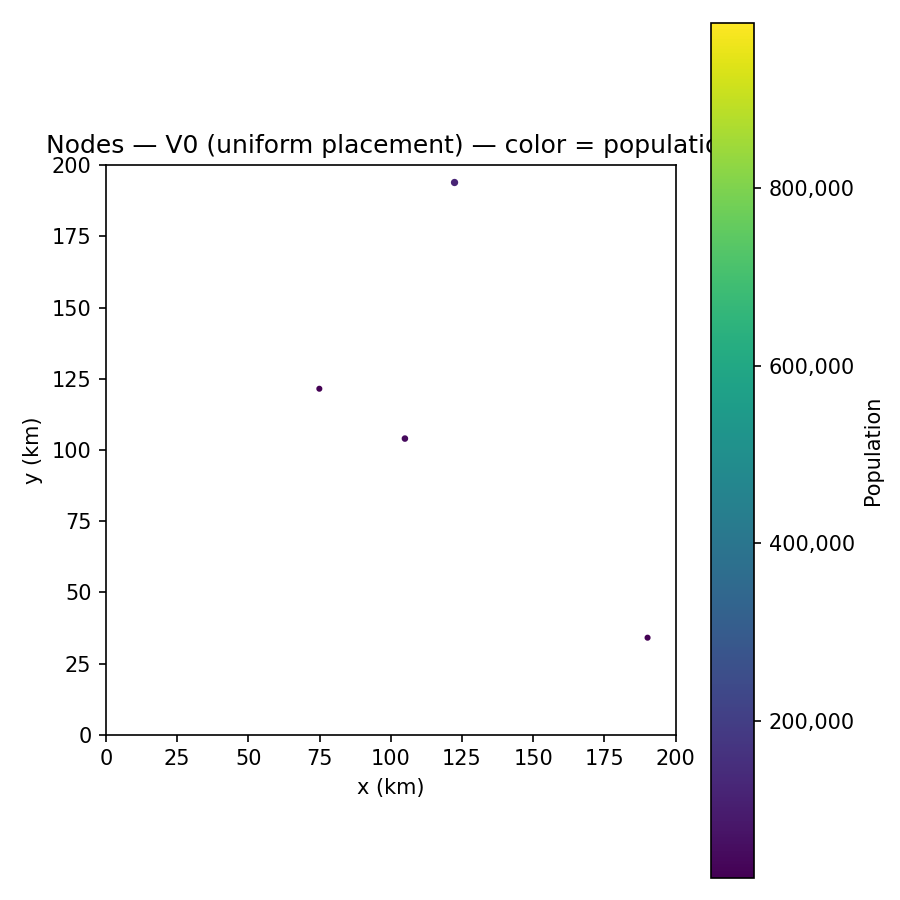 Nodes — V0 (uniform placement) — color = populatio
200
175
150
125
100
75
50
25
0
y (km)
0 25 50 75 100 125 150 175 200
x (km)
800,000
600,000
400,000
200,000
Population